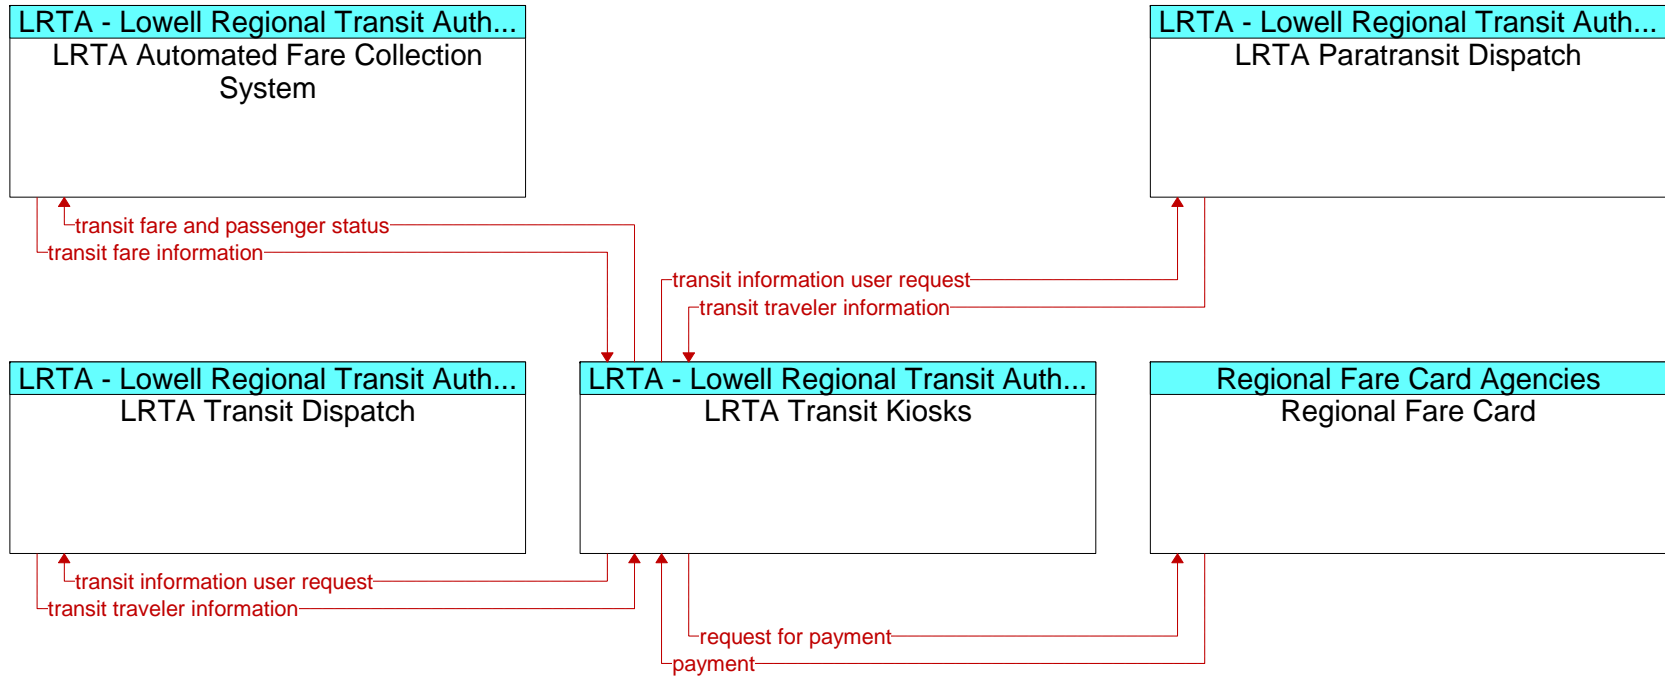 LRTA - Lowell Regional Transit Auth...
LRTA Automated Fare Collection
System
LRTA - Lowell Regional Transit Auth...
LRTA Paratransit Dispatch
transit fare and passenger status
transit fare information
transit information user request
transit traveler information
LRTA - Lowell Regional Transit Auth...
LRTA Transit Dispatch
LRTA - Lowell Regional Transit Auth...
LRTA Transit Kiosks
Regional Fare Card Agencies
Regional Fare Card
transit information user request
transit traveler information
request for payment
payment